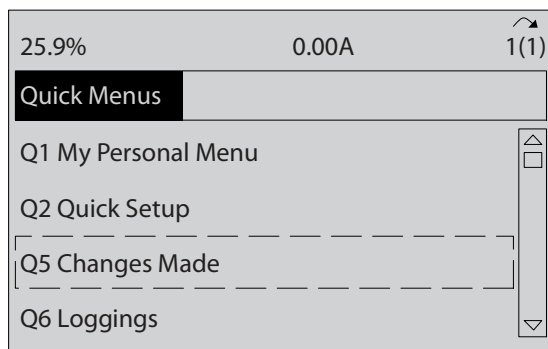 25.9% 0.00A 1(1)
Quick Menus
Q1 My Personal Menu
Q2 Quick Setup
Q5 Changes Made
Q6 Loggings